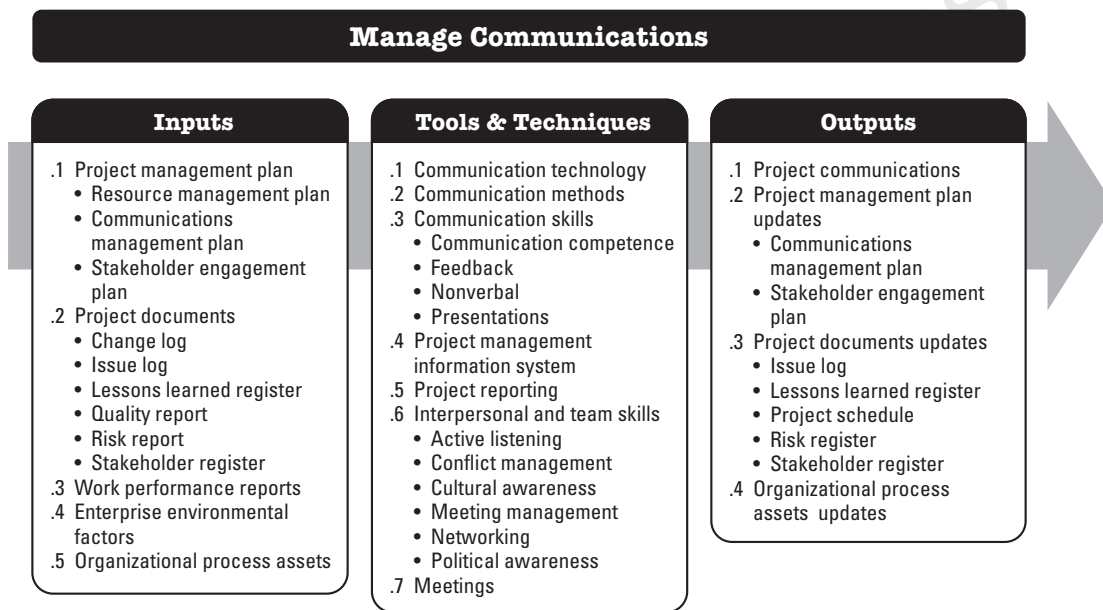 Manage Communications
Inputs
.1 Project management plan
• Resource management plan
• Communications
management plan
• Stakeholder engagement
plan
.2 Project documents
• Change log
• Issue log
• Lessons learned register
• Quality report
• Risk report
• Stakeholder register
.3 Work performance reports
.4 Enterprise environmental
factors
.5 Organizational process assets
Tools & Techniques
.1 Communication technology
.2 Communication methods
.3 Communication skills
• Communication competence
• Feedback
• Nonverbal
• Presentations
.4 Project management
information system
.5 Project reporting
.6 Interpersonal and team skills
• Active listening
• Conflict management
• Cultural awareness
• Meeting management
• Networking
• Political awareness
.7 Meetings
Outputs
.1 Project communications
.2 Project management plan
updates
• Communications
management plan
• Stakeholder engagement
plan
.3 Project documents updates
• Issue log
• Lessons learned register
• Project schedule
• Risk register
• Stakeholder register
.4 Organizational process
assets updates